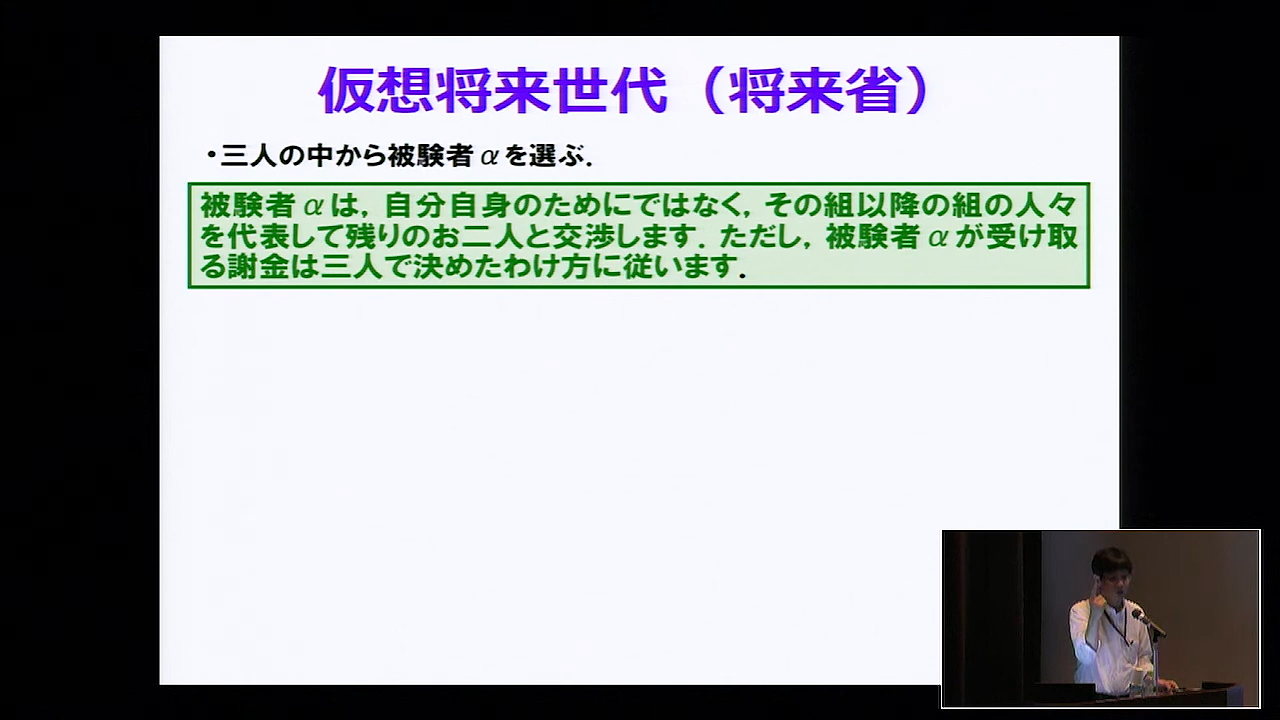 仮想将来世代（将来省）
・三人の中から被験者αを選ぶ．
被験者αは，自分自身のためにではなく，その組以降の組の人々
を代表して残りのお二人と交渉します．ただし，被験者αが受け取
る謝金は三人で決めたわけ方に従います．